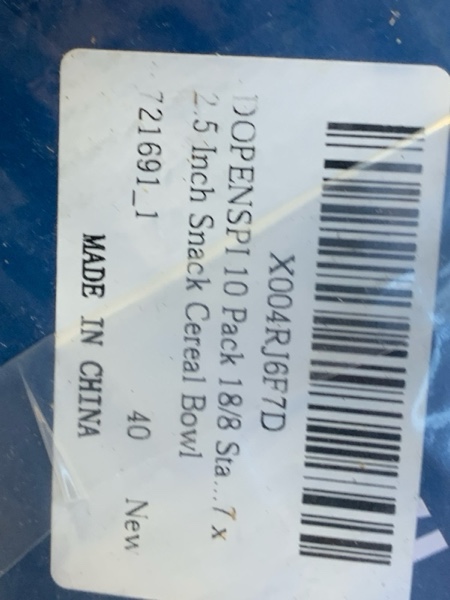 X004RJ6F7D
DOPENSPI 10 Pack 18/8 Sta...7 x
2.5 Inch Snack Cereal Bowl
721691_1 40 New
MADE IN CHINA